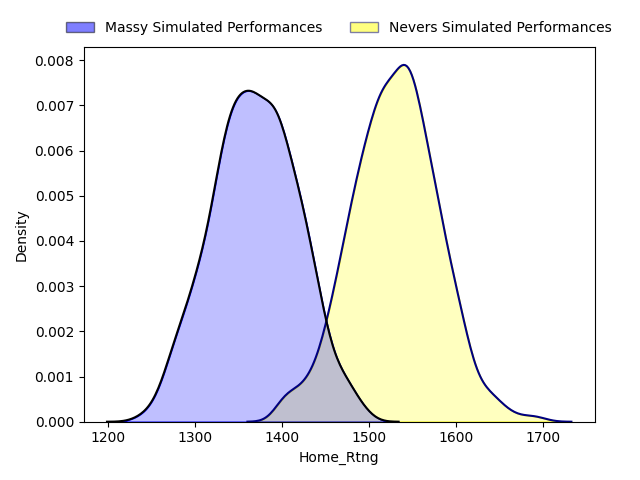 Massy Simulated Performances
Nevers Simulated Performances
0.008
0.007
0.006
0.005
0.004
0.003
0.002
0.001
0.000
Density
1200 1300 1400 1500 1600 1700
Home_Rtng